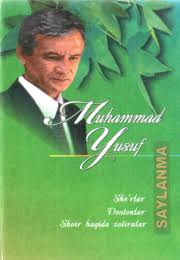 Muhammad
Yusuf
She'rlar
Dostonlar
Shoir haqida xotiralar
SAYLANMA